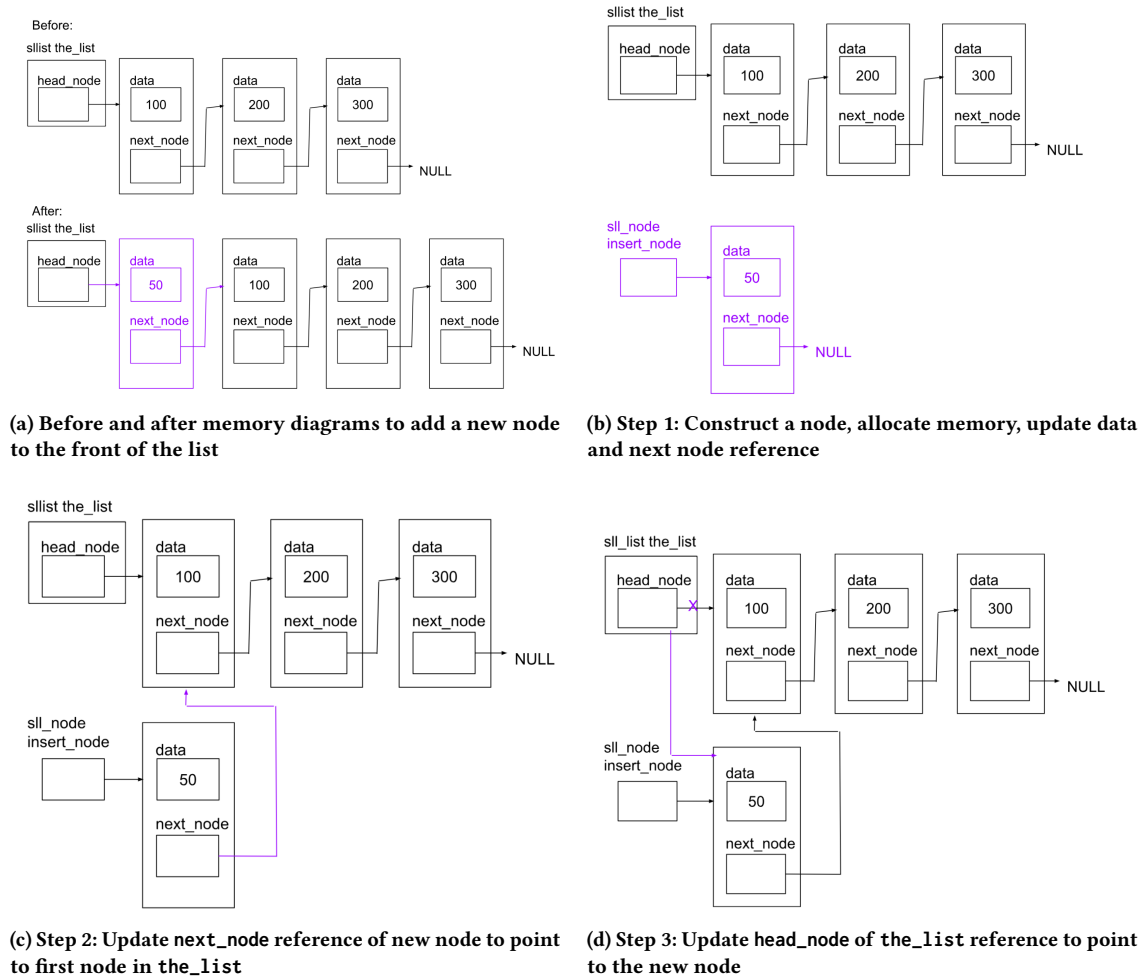 Before:
sllist the_list
head_node
data
data
data
100
200
300
next_node
next_node
next_node
NULL
After:
sllist the_list
head_node
data
data
data
data
50
100
200
300
next_node
next_node
next_node
next_node
NULL
(a) Before and after memory diagrams to add a new node
to the front of the list
sllist the_list
head_node
data
data
data
100
200
300
next_node
next_node
next_node
NULL
sll_node
insert_node
data
50
next_node
NULL
(b) Step 1: Construct a node, allocate memory, update data
and next node reference
sllist the_list
head_node
data
data
data
100
200
300
next_node
next_node
next_node
NULL
sll_node
insert_node
data
50
next_node
(c) Step 2: Update next_node reference of new node to point
to first node in the_list
sll_list the_list
head_node
data
data
data
X
100
200
300
next_node
next_node
next_node
NULL
sll_node
insert_node
data
50
next_node
(d) Step 3: Update head_node of the_list reference to point
to the new node